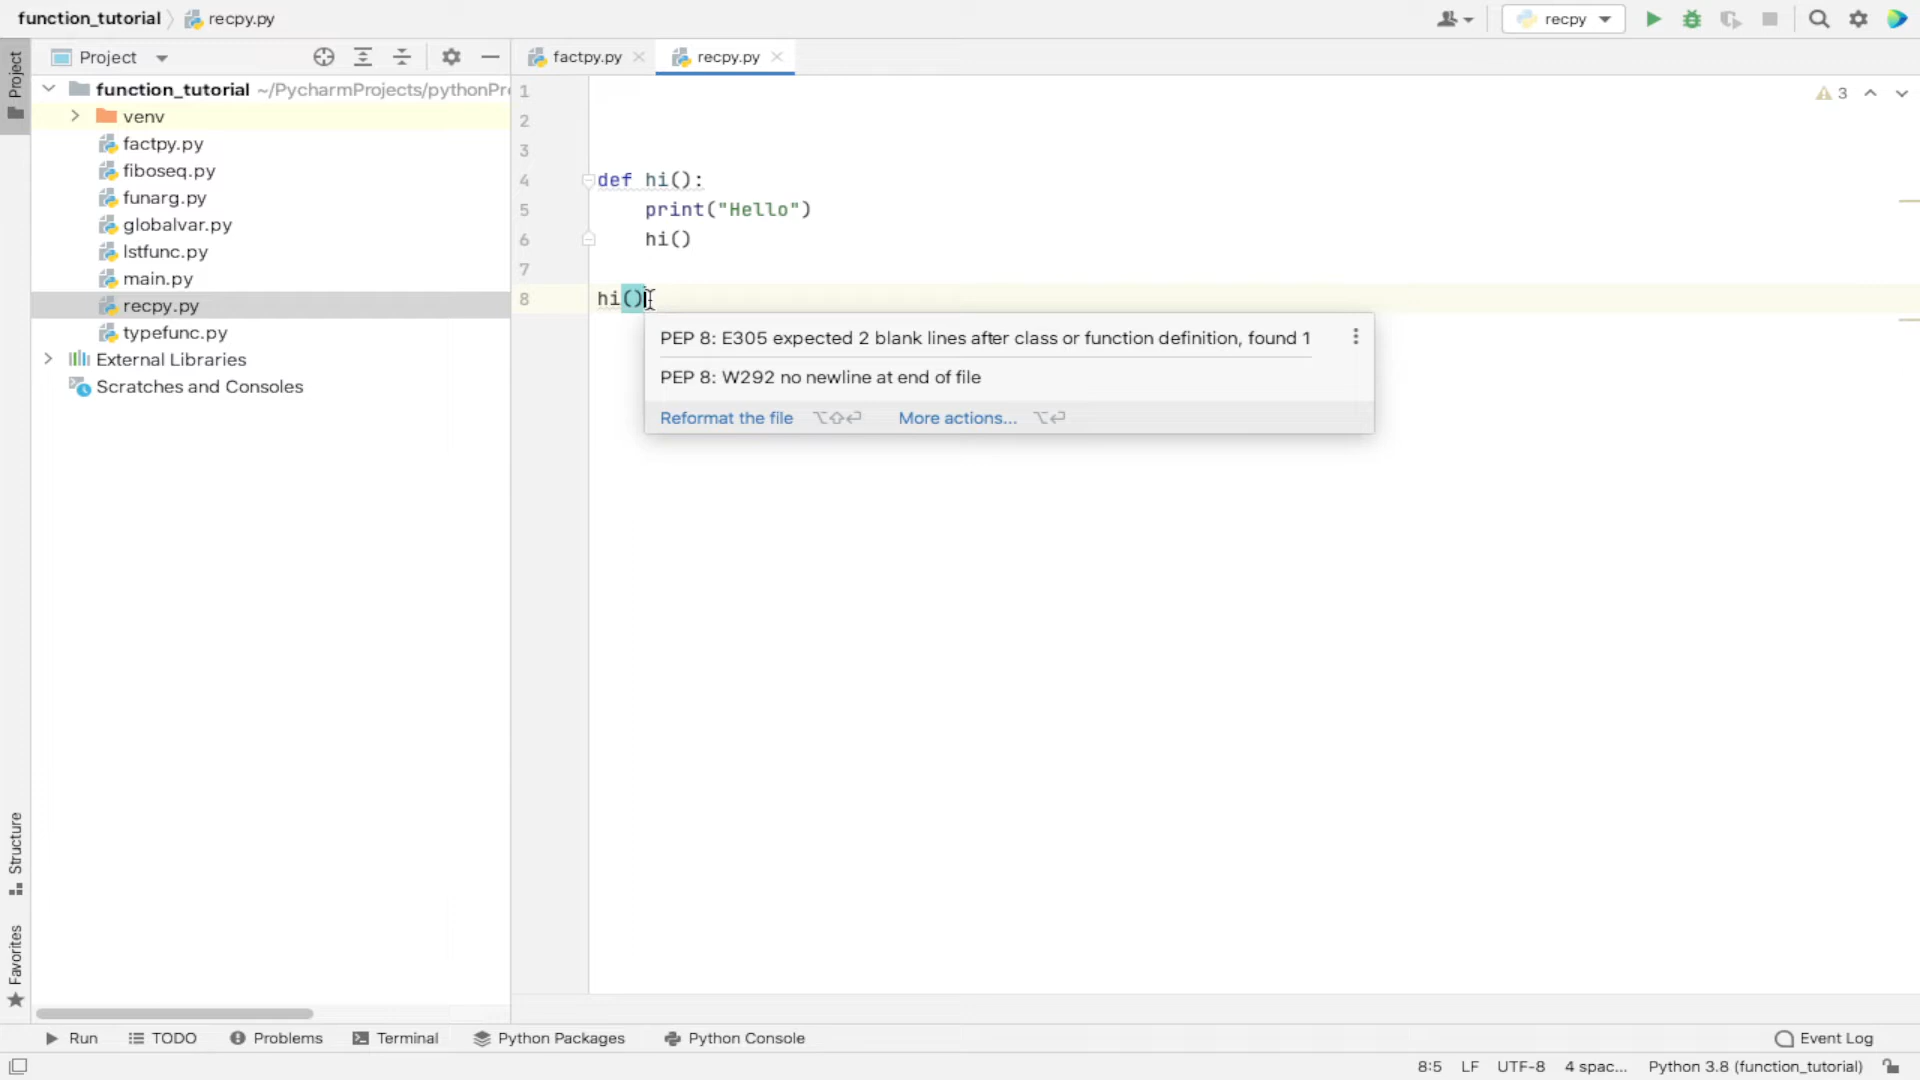 function_tutorial recpy.py
recpy
Project
Project
factpy.py
recpy.py
function_tutorial ~/PycharmProjects/pythonPr
venv
factpy.py
fiboseq.py
funarg.py
globalvar.py
lstfunc.py
main.py
recpy.py
typefunc.py
External Libraries
Scratches and Consoles
3
1
2
3
4 def hi():
5 print("Hello")
6 hi()
7
8 hi()
PEP 8: E305 expected 2 blank lines after class or function definition, found 1
PEP 8: W292 no newline at end of file
Reformat the file ⌥⇧⏎ More actions... ⌥⏎
Structure
Favorites
Run TODO Problems Terminal Python Packages Python Console Event Log
8:5 LF UTF-8 4 spac... Python 3.8 (function_tutorial)